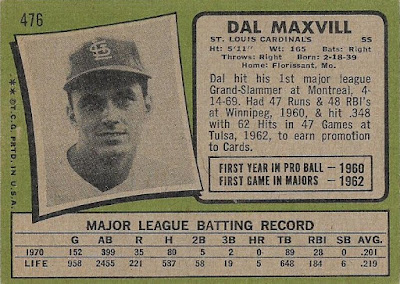 476
DAL MAXVILL
ST. LOUIS CARDINALS SS
Ht: 5'11" Wt: 165 Bats: Right
Throws: Right Born: 2-18-39
Home: Florissant, Mo.
Dal hit his 1st major league
Grand-Slammer at Montreal, 4-
14-69. Had 47 Runs & 48 RBI's
at Winnipeg, 1960, & hit .348
with 62 Hits in 47 Games at
Tulsa, 1962, to earn promotion
to Cards.
FIRST YEAR IN PRO BALL — 1960
FIRST GAME IN MAJORS — 1962
** ©T.C.G. PRTD IN U.S.A.
StL
MAJOR LEAGUE BATTING RECORD
G AB R H 2B 3B HR TB RBI SB AVG.
1970 152 399 35 80 5 2 0 89 28 0 .201
LIFE 958 2455 221 537 58 19 5 648 184 6 .219